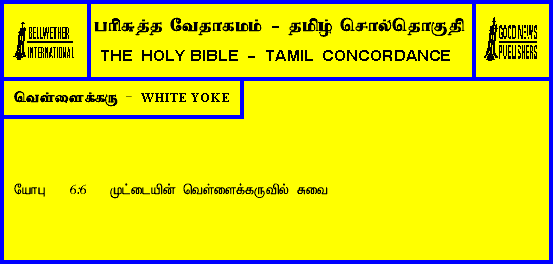 BELLWETHER
INTERNATIONAL
பரிசுத்த வேதாகமம் - தமிழ் சொல்தொகுதி
THE HOLY BIBLE - TAMIL CONCORDANCE
GOOD NEWS
PUBLISHERS
வெள்ளைக்கரு - WHITE YOKE
யோபு 6:6 முட்டையின் வெள்ளைக்கருவில் சுவை